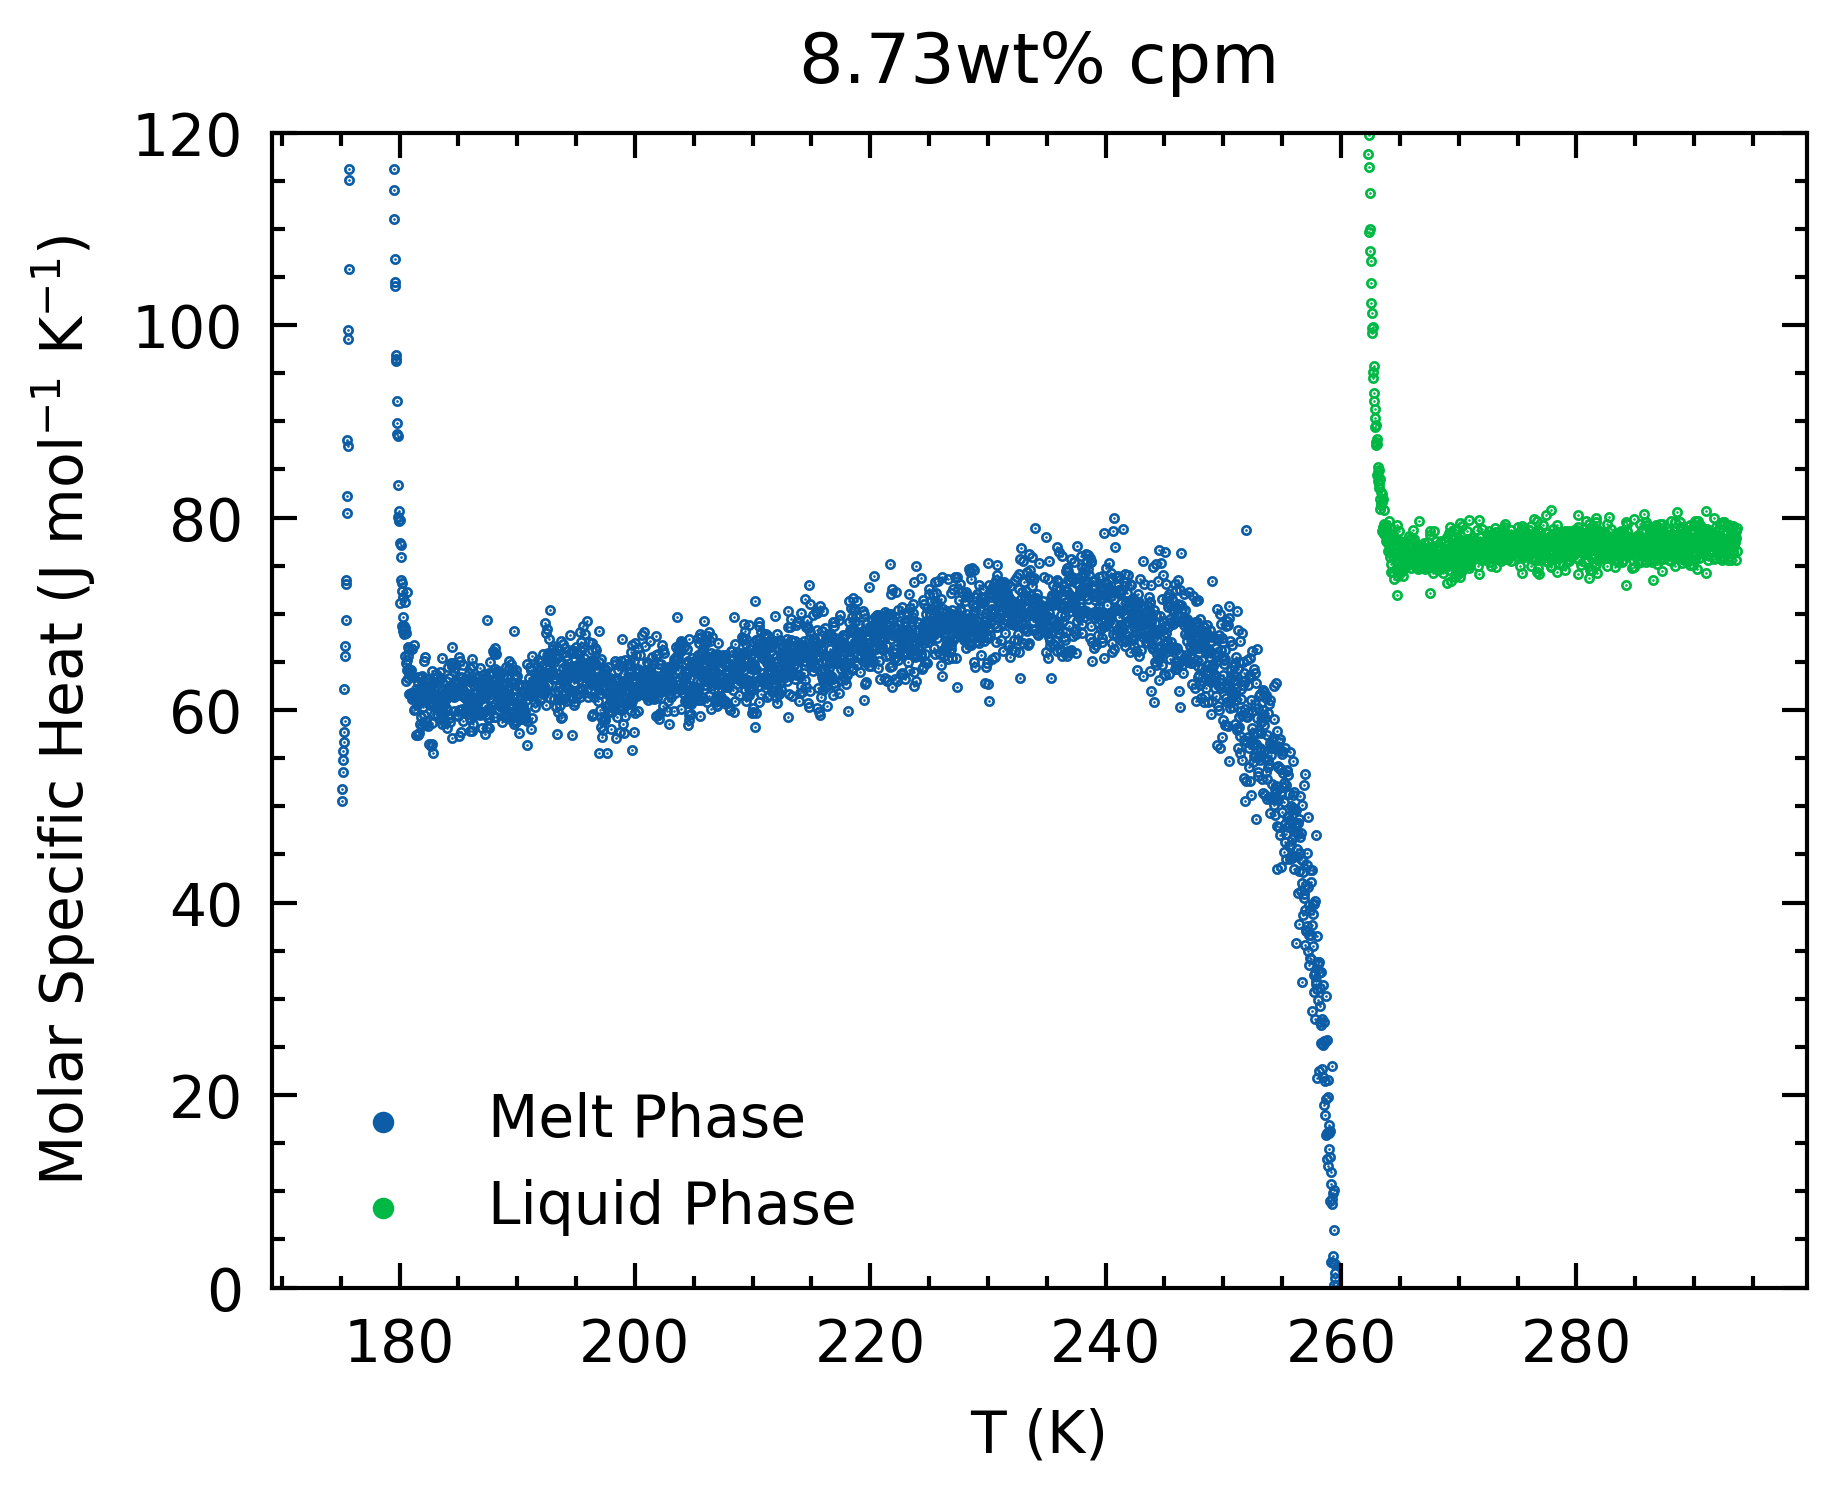 8.73wt% cpm
Molar Specific Heat (J mol⁻¹ K⁻¹)
120
100
80
60
40
20
0
Melt Phase
Liquid Phase
180 200 220 240 260 280
T (K)